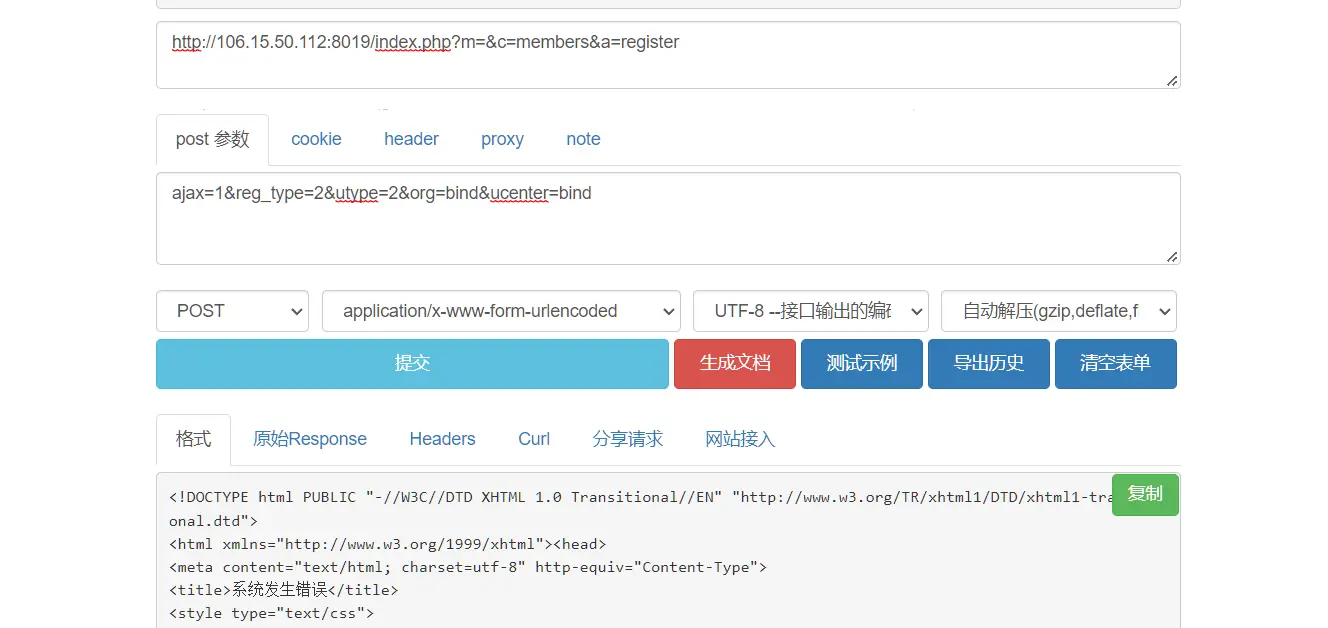 http://106.15.50.112:8019/index.php?m=&c=members&a=register
post 参数 cookie header proxy note
ajax=1&reg_type=2&utype=2&org=bind&ucenter=bind
POST application/x-www-form-urlencoded UTF-8 --接口输出的编码 自动解压(gzip,deflate,f
提交 生成文档 测试示例 导出历史 清空表单
格式 原始Response Headers Curl 分享请求 网站接入
复制
<!DOCTYPE html PUBLIC "-//W3C//DTD XHTML 1.0 Transitional//EN" "http://www.w3.org/TR/xhtml1/DTD/xhtml1-tra
onal.dtd">
<html xmlns="http://www.w3.org/1999/xhtml"><head>
<meta content="text/html; charset=utf-8" http-equiv="Content-Type">
<title>系统发生错误</title>
<style type="text/css">